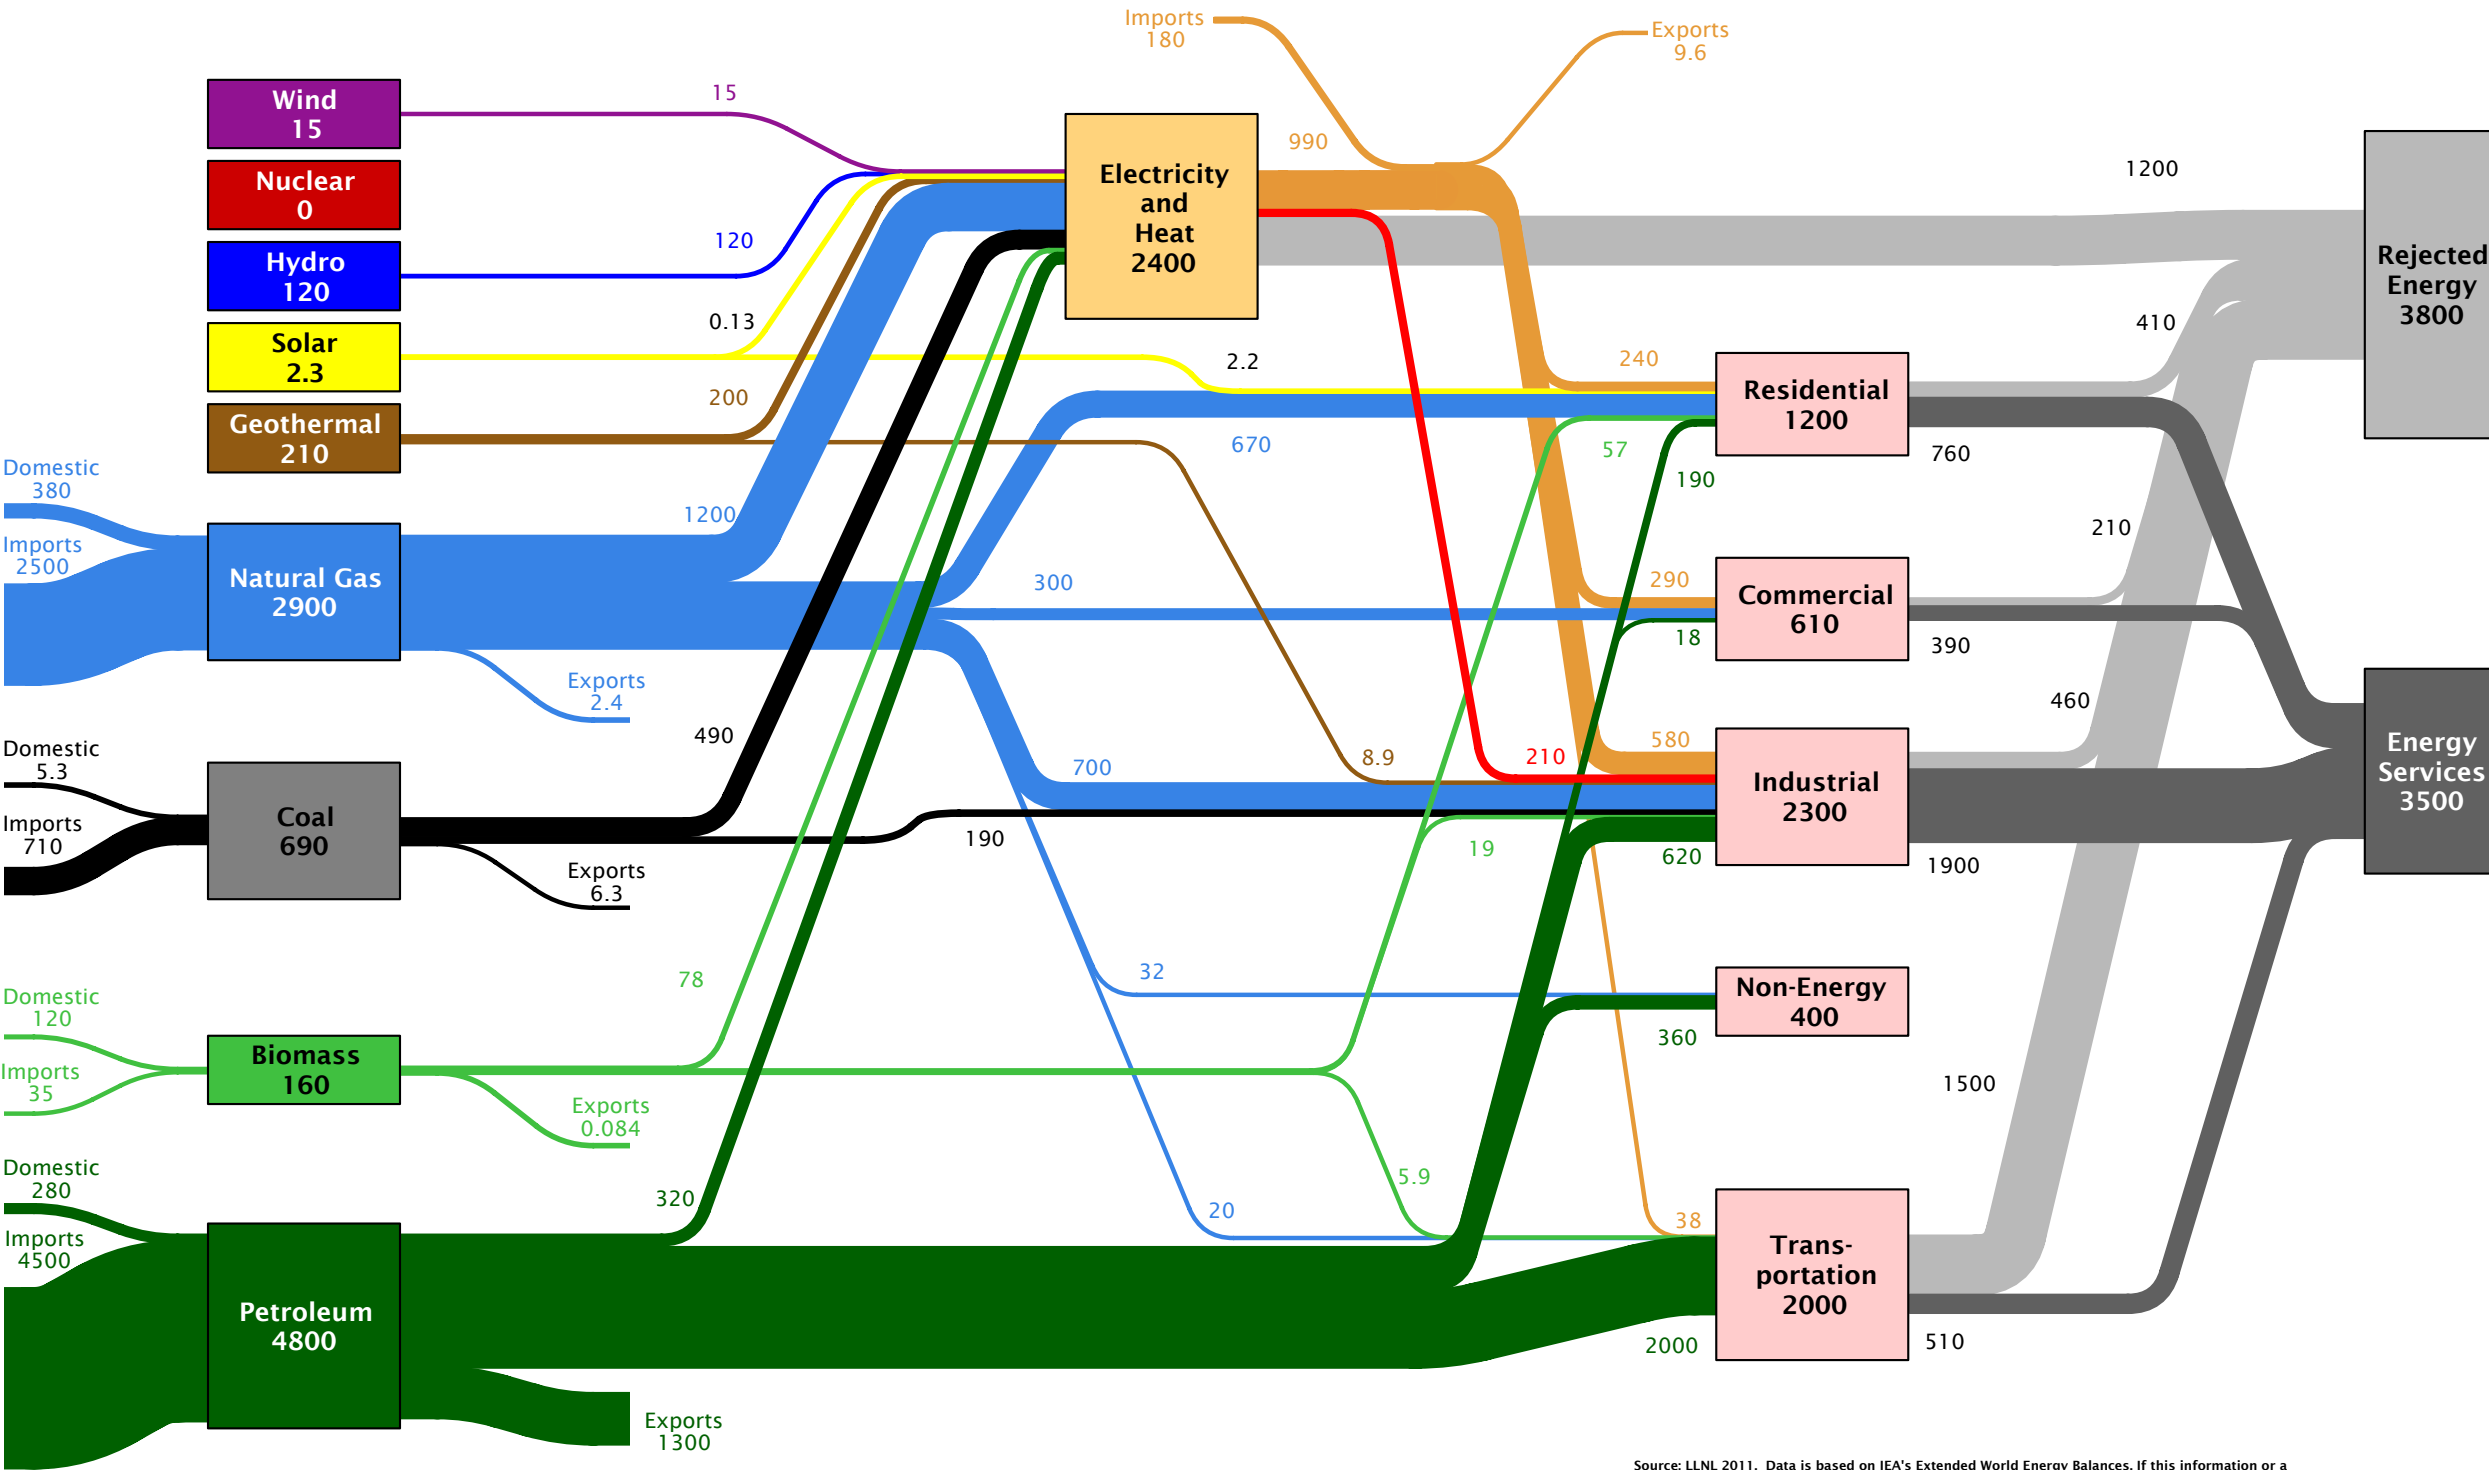 Imports
180
Exports
9.6
Wind
15
15
Nuclear
0
Hydro
120
120
Solar
2.3
0.13
Geothermal
210
200
Electricity
and
Heat
2400
990
1200
Rejected
Energy
3800
410
2.2
240
Residential
1200
670
57
190
760
Domestic
380
Imports
2500
Natural Gas
2900
1200
300
290
Commercial
610
18
210
390
Exports
2.4
490
460
Domestic
5.3
Imports
710
Coal
690
Exports
6.3
700
8.9
210
580
Industrial
2300
190
19
620
1900
Energy
Services
3500
Domestic
120
Imports
35
Biomass
160
78
Exports
0.084
32
Non-Energy
400
360
1500
Domestic
280
Imports
4500
Petroleum
4800
320
5.9
20
38
Trans-
portation
2000
2000
510
Exports
1300
Source: LLNL 2011. Data is based on IEA's Extended World Energy Balances. If this information or a